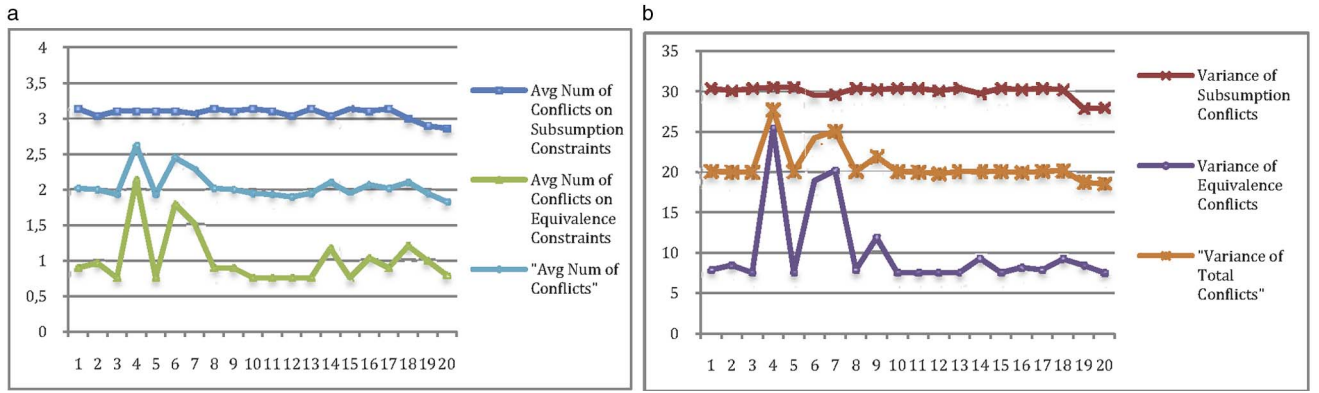 a
4
3,5
3
2,5
2
1,5
1
0,5
0
1 2 3 4 5 6 7 8 9 10 11 12 13 14 15 16 17 18 19 20
Avg Num of
Conflicts on
Subsumption
Constraints
Avg Num of
Conflicts on
Equivalence
Constraints
"Avg Num of
Conflicts"
b
35
30
25
20
15
10
5
0
1 2 3 4 5 6 7 8 9 10 11 12 13 14 15 16 17 18 19 20
Variance of
Subsumption
Conflicts
Variance of
Equivalence
Conflicts
"Variance of
Total
Conflicts"